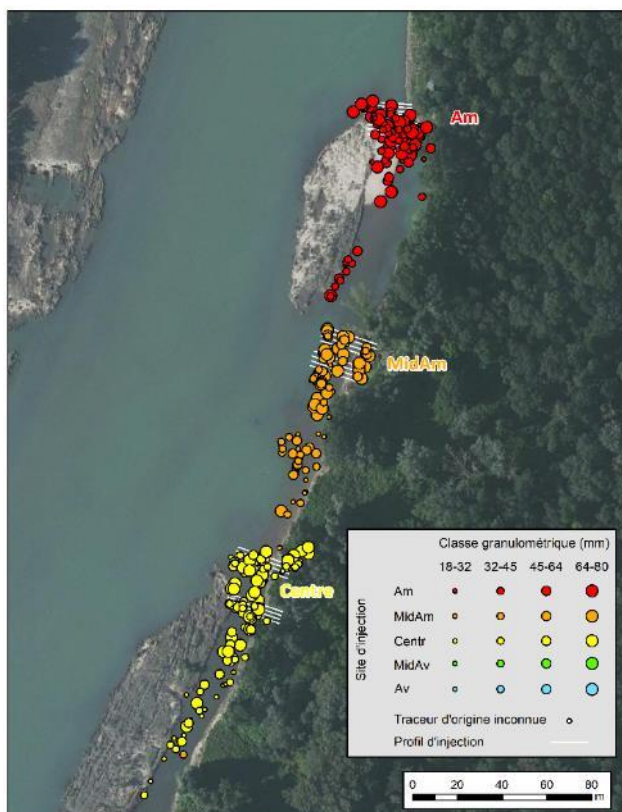 Am
MidAm
Centre
Classe granulométrique (mm)
18-32 32-45 45-64 64-80
Site d'injection
Am
MidAm
Centr
MidAv
Av
Traceur d'origine inconnue
Profil d'injection
0 20 40 60 80
m